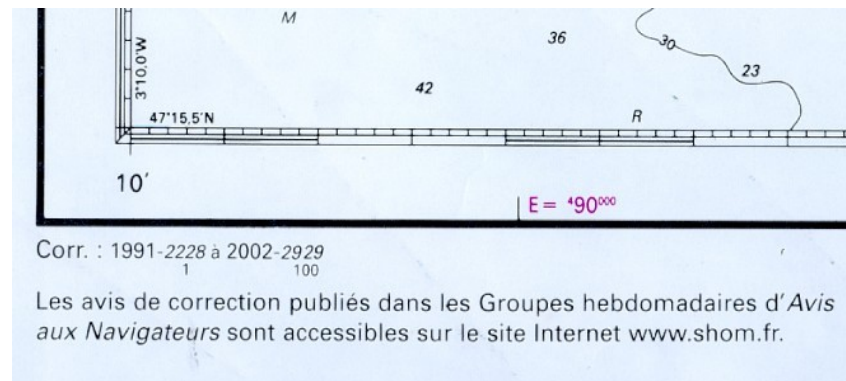 M
36
30
23
3°10,0'W
42
47°15,5'N
R
10'
E = ⁴90⁰⁰⁰
Corr. : 1991-2228 à 2002-2929
1 100
Les avis de correction publiés dans les Groupes hebdomadaires d'Avis
aux Navigateurs sont accessibles sur le site Internet www.shom.fr.